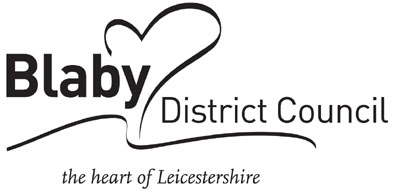 Blaby
District Council
the heart of Leicestershire